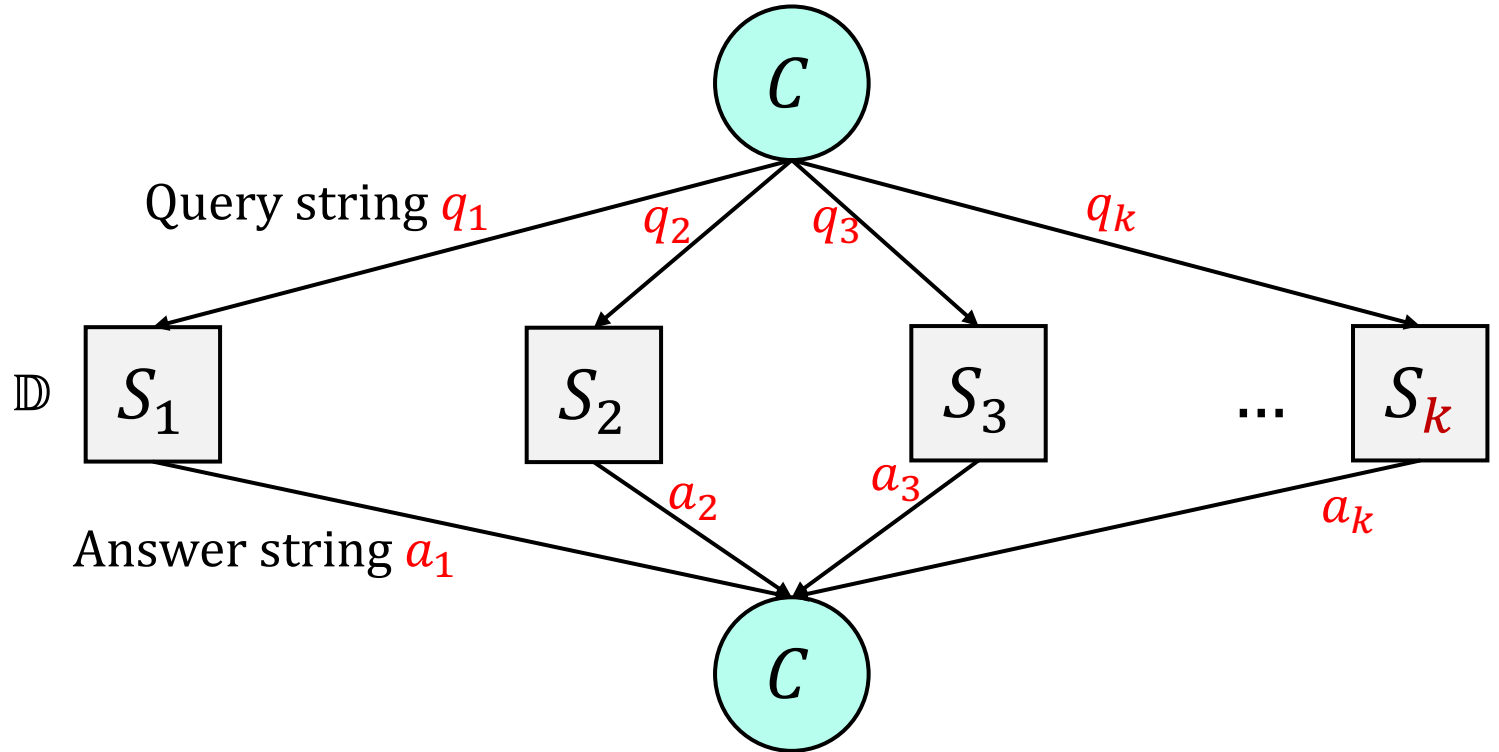 C
Query string q₁
q₂
q₃
qₖ
𝔻
S₁
S₂
S₃
...
Sₖ
a₂
a₃
aₖ
Answer string a₁
C